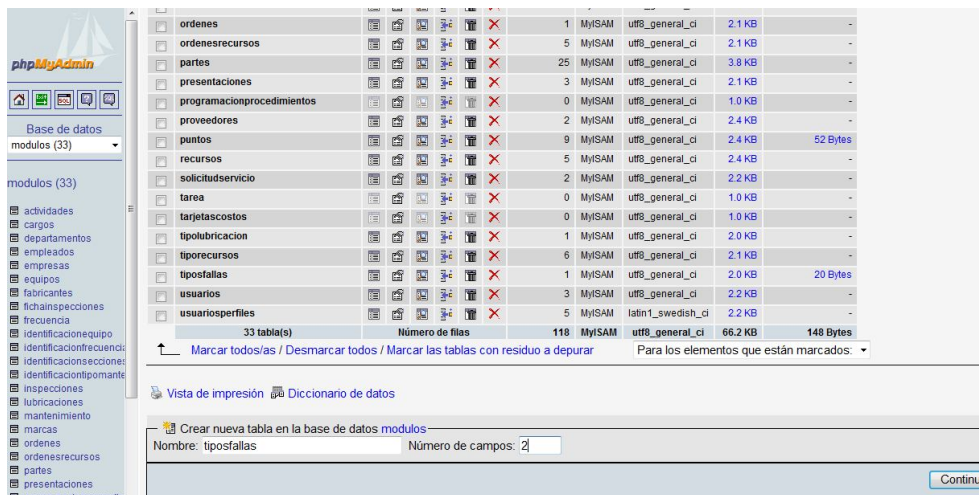 phpMyAdmin
SQL
Base de datos
modulos (33)
modulos (33)
actividades
cargos
departamentos
empleados
empresas
equipos
fabricantes
fichainspecciones
frecuencia
identificacionequipo
identificacionfrecuencia
identificacionsecciones
identificaciontipomante
inspecciones
lubricaciones
mantenimiento
marcas
ordenes
ordenesrecursos
partes
presentaciones
ordenes 1 MyISAM utf8_general_ci 2.1 KB -
ordenesrecursos 5 MyISAM utf8_general_ci 2.1 KB -
partes 25 MyISAM utf8_general_ci 3.8 KB -
presentaciones 3 MyISAM utf8_general_ci 2.1 KB -
programacionprocedimientos 0 MyISAM utf8_general_ci 1.0 KB -
proveedores 2 MyISAM utf8_general_ci 2.4 KB -
puntos 9 MyISAM utf8_general_ci 2.4 KB 52 Bytes
recursos 5 MyISAM utf8_general_ci 2.4 KB -
solicitudservicio 2 MyISAM utf8_general_ci 2.2 KB -
tarea 0 MyISAM utf8_general_ci 1.0 KB -
tarjetascostos 0 MyISAM utf8_general_ci 1.0 KB -
tipolubricacion 1 MyISAM utf8_general_ci 2.0 KB -
tiporecursos 6 MyISAM utf8_general_ci 2.1 KB -
tiposfallas 1 MyISAM utf8_general_ci 2.0 KB 20 Bytes
usuarios 3 MyISAM utf8_general_ci 2.2 KB -
usuariosperfiles 5 MyISAM latin1_swedish_ci 2.2 KB -
33 tabla(s) Número de filas 118 MyISAM utf8_general_ci 66.2 KB 148 Bytes
Marcar todos/as / Desmarcar todos / Marcar las tablas con residuo a depurar Para los elementos que están marcados:
Vista de impresión Diccionario de datos
Crear nueva tabla en la base de datos modulos
Nombre: tiposfallas Número de campos: 2
Continu